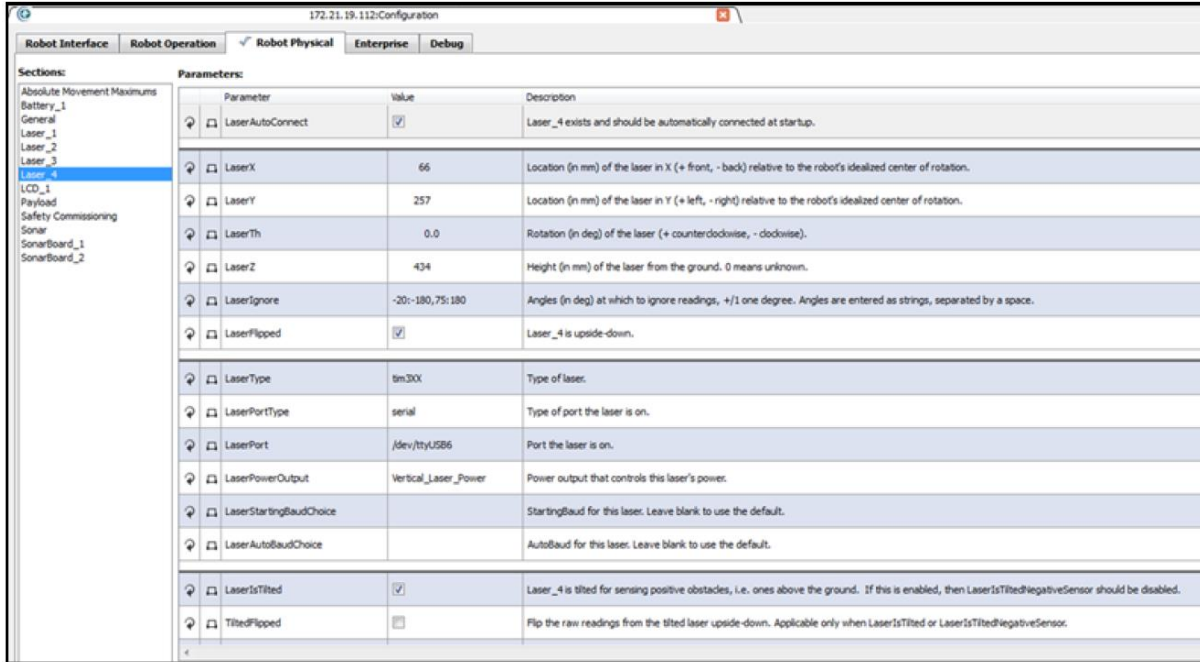 172.21.19.112:Configuration
Robot Interface Robot Operation Robot Physical Enterprise Debug
Sections:
Absolute Movement Maximums
Battery_1
General
Laser_1
Laser_2
Laser_3
Laser_4
LCD_1
Payload
Safety Commissioning
Sonar
SonarBoard_1
SonarBoard_2
Parameters:
Parameter Value Description
LaserAutoConnect Laser_4 exists and should be automatically connected at startup.
LaserX 66 Location (in mm) of the laser in X (+ front, - back) relative to the robot's idealized center of rotation.
LaserY 257 Location (in mm) of the laser in Y (+ left, - right) relative to the robot's idealized center of rotation.
LaserTh 0.0 Rotation (in deg) of the laser (+ counterclockwise, - clockwise).
LaserZ 434 Height (in mm) of the laser from the ground. 0 means unknown.
LaserIgnore -20:-180,75:180 Angles (in deg) at which to ignore readings, +/1 one degree. Angles are entered as strings, separated by a space.
LaserFlipped Laser_4 is upside-down.
LaserType tim3XX Type of laser.
LaserPortType serial Type of port the laser is on.
LaserPort /dev/ttyUSB6 Port the laser is on.
LaserPowerOutput Vertical_Laser_Power Power output that controls this laser's power.
LaserStartingBaudChoice StartingBaud for this laser. Leave blank to use the default.
LaserAutoBaudChoice AutoBaud for this laser. Leave blank to use the default.
LaserIsTilted Laser_4 is tilted for sensing positive obstacles, i.e. ones above the ground. If this is enabled, then LaserIsTiltedNegativeSensor should be disabled.
TiltedFlipped Flip the raw readings from the tilted laser upside-down. Applicable only when LaserIsTilted or LaserIsTiltedNegativeSensor.